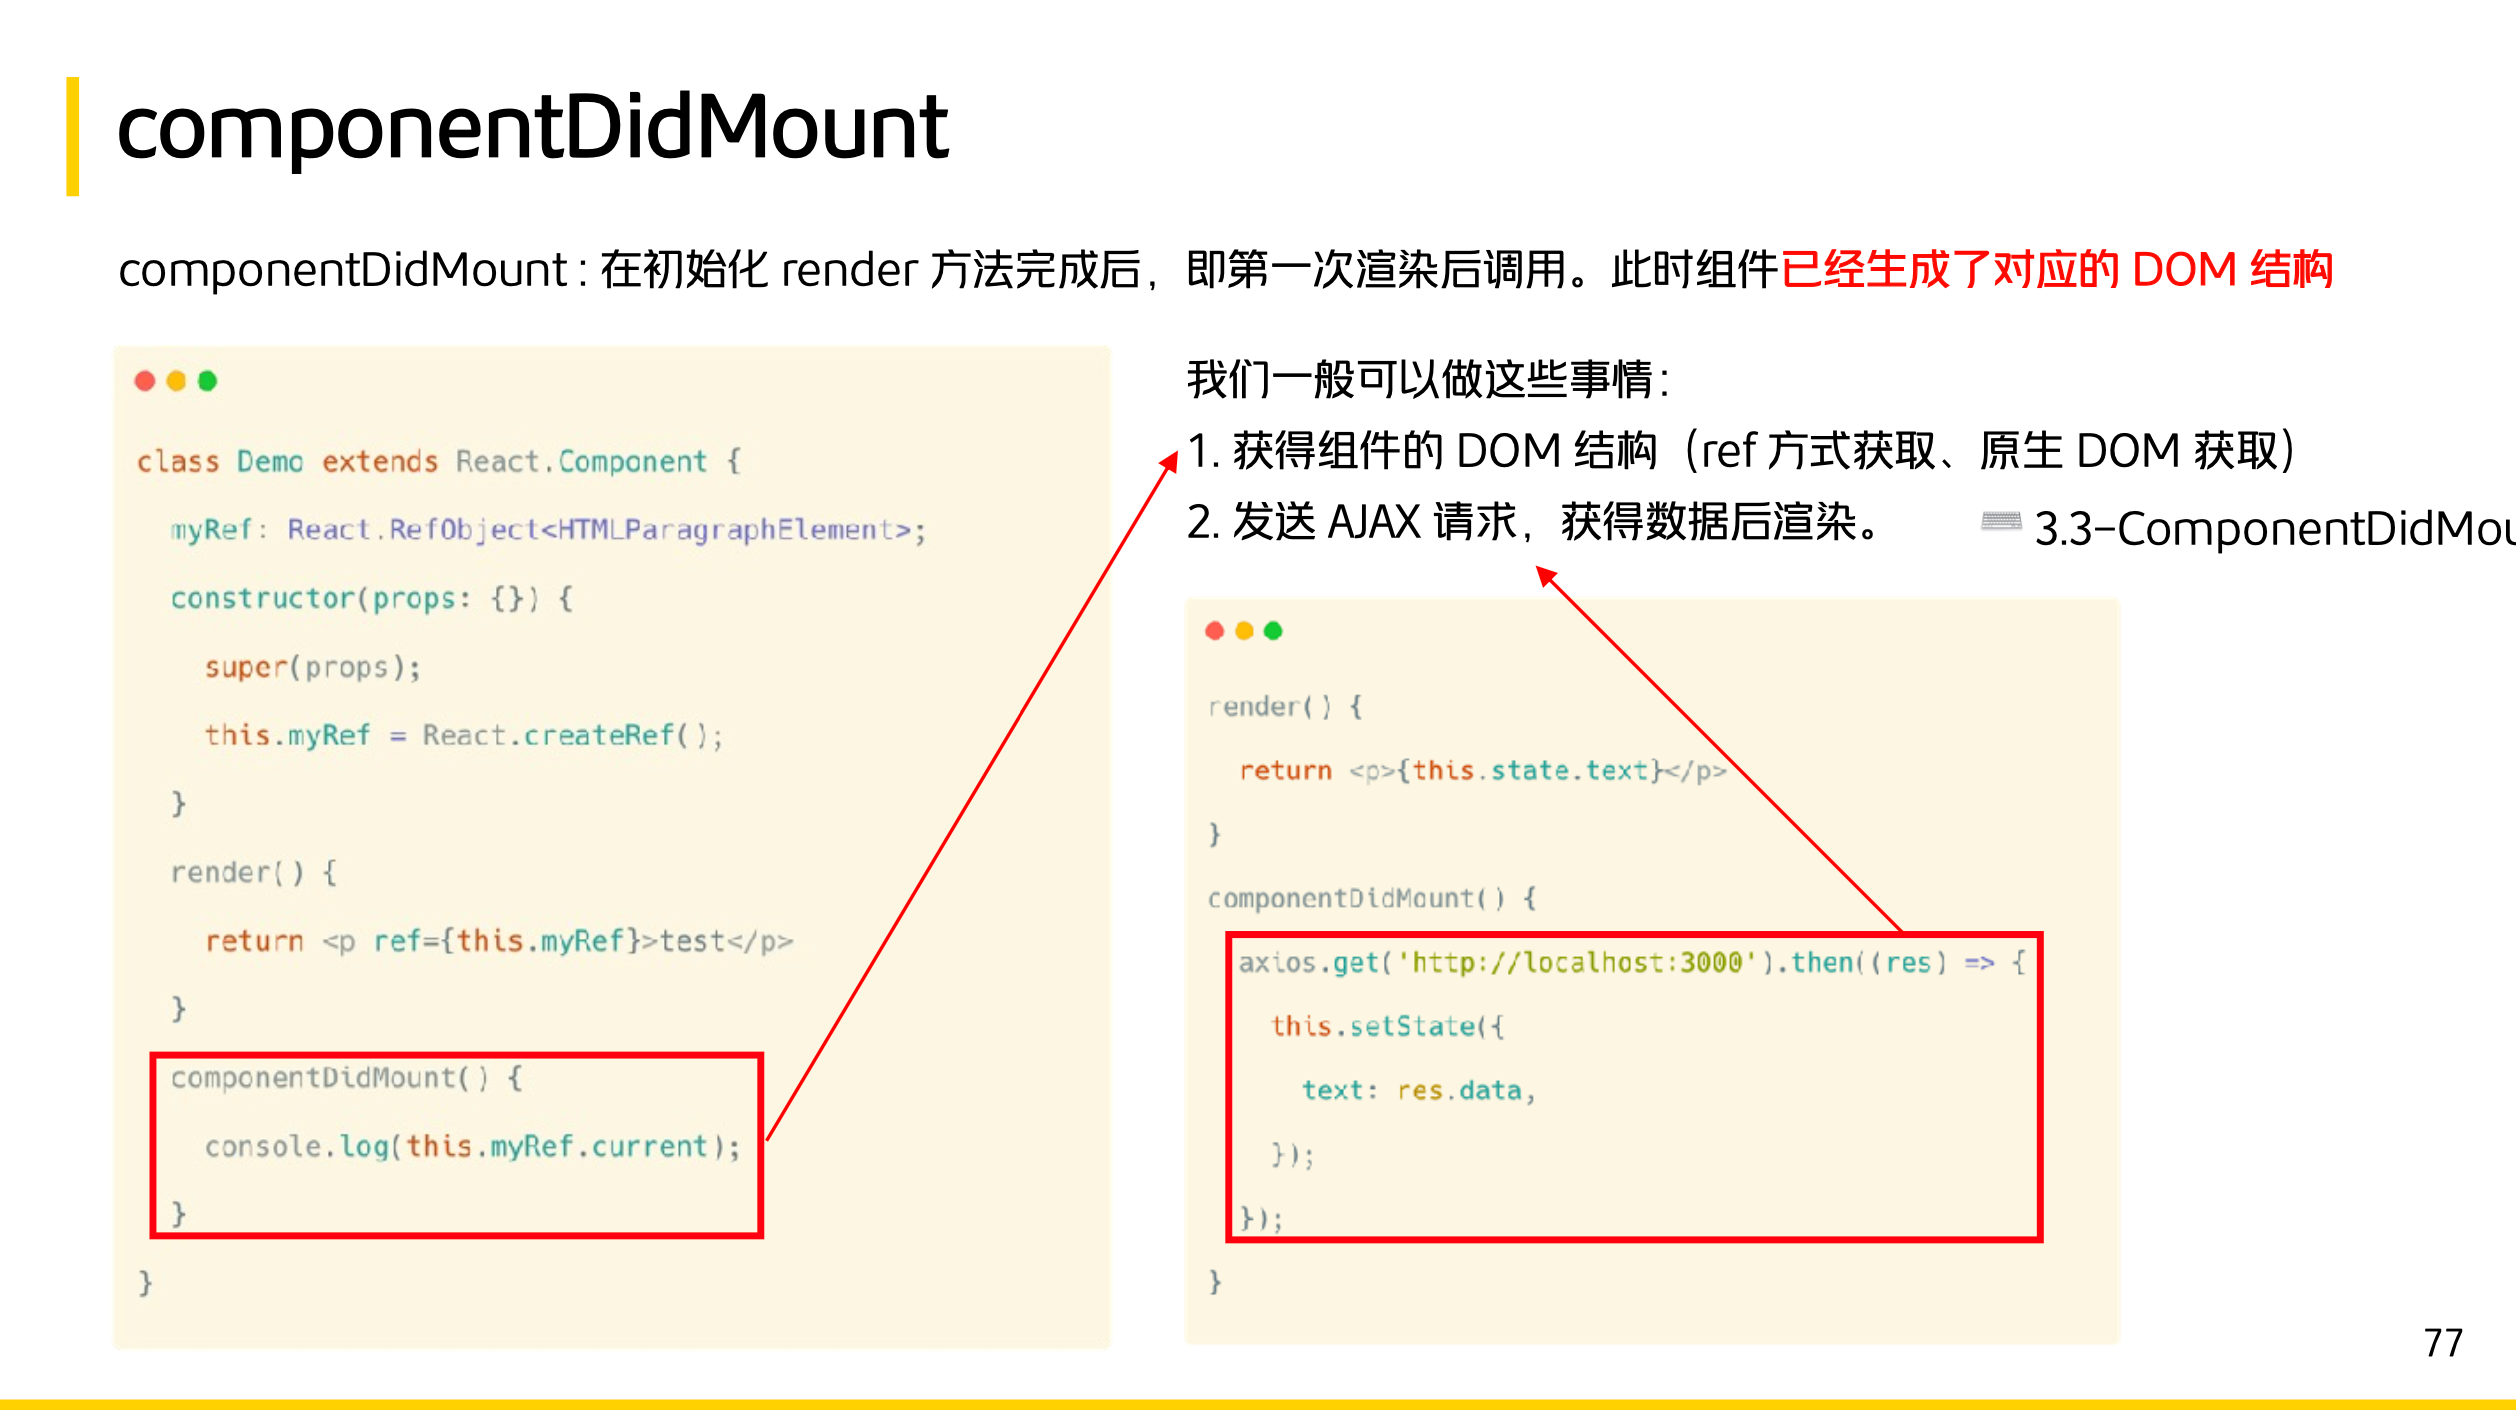 componentDidMount
componentDidMount : 在初始化 render 方法完成后，即第一次渲染后调用。此时组件已经生成了对应的 DOM 结构
class Demo extends React.Component {
myRef: React.RefObject<HTMLParagraphElement>;
constructor(props: {}) {
super(props);
this.myRef = React.createRef();
}
render() {
return <p ref={this.myRef}>test</p>
}
componentDidMount() {
console.log(this.myRef.current);
}
}
我们一般可以做这些事情：
1. 获得组件的 DOM 结构（ref 方式获取、原生 DOM 获取）
2. 发送 AJAX 请求，获得数据后渲染。
⌨️ 3.3-ComponentDidMou
render() {
return <p>{this.state.text}</p>
}
componentDidMount() {
axios.get('http://localhost:3000').then((res) => {
this.setState({
text: res.data,
});
});
}
77